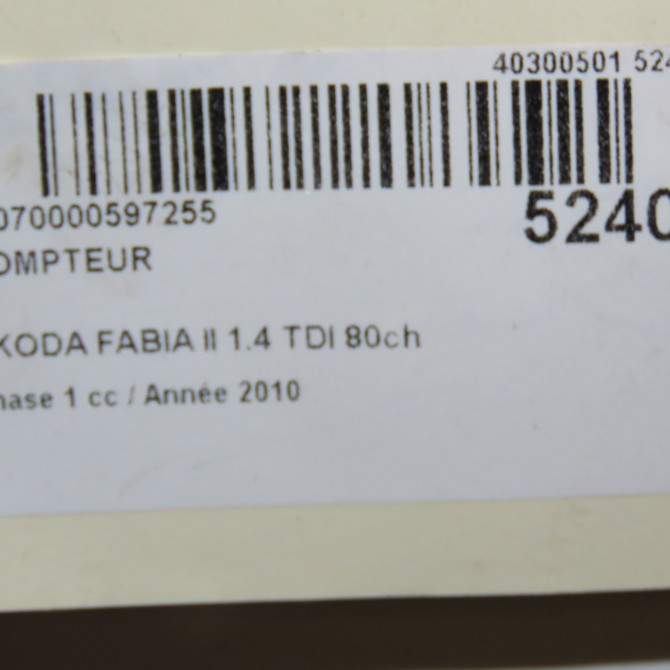 40300501 524
070000597255
5240
OMPTEUR
KODA FABIA II 1.4 TDI 80ch
hase 1 cc / Année 2010